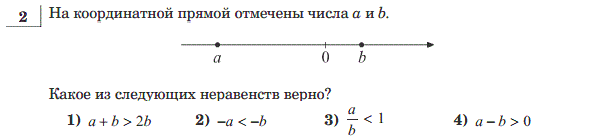 2 На координатной прямой отмечены числа a и b.
a 0 b
Какое из следующих неравенств верно?
1) a + b > 2b 2) −a < −b 3) a/b < 1 4) a − b > 0